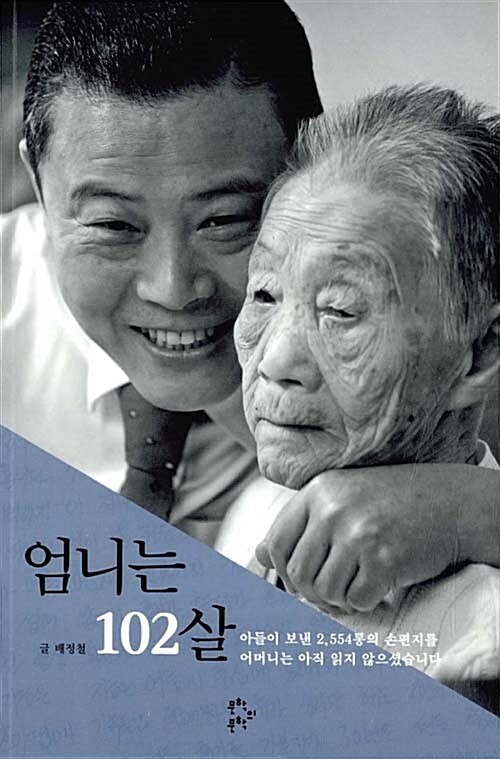 엄니는
102살
글 배정철
아들이 보낸 2,554통의 손편지를
어머니는 아직 읽지 않으셨습니다
문학의
문학